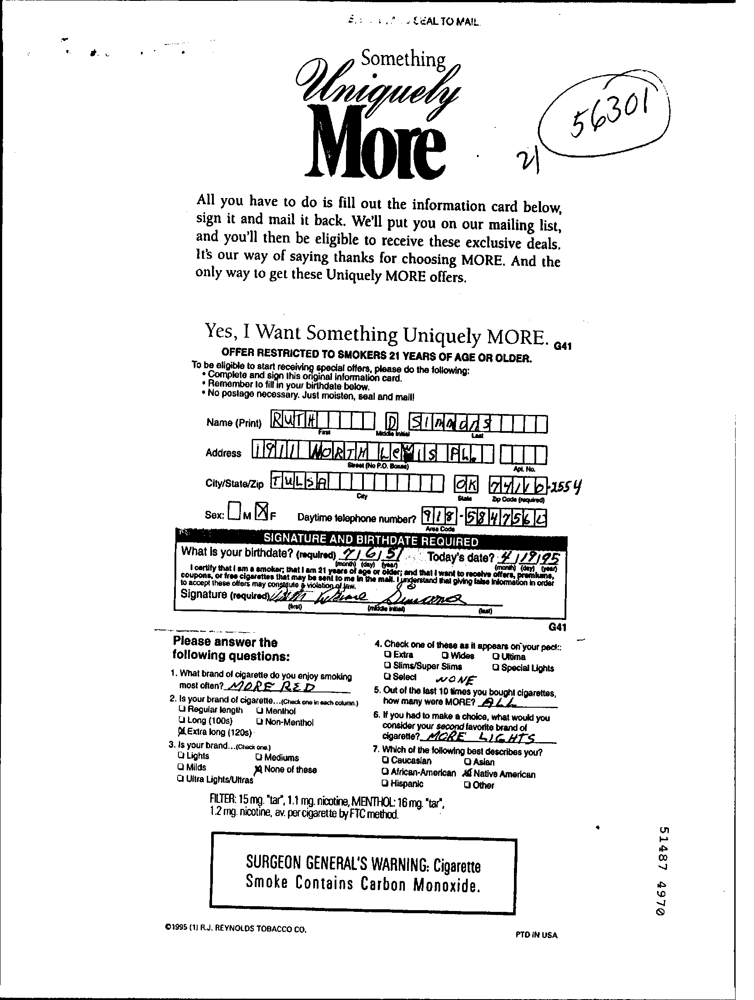 SEAL TO MAIL
Something
Uniquely
More
56301
21
All you have to do is fill out the information card below,
sign it and mail it back. We'll put you on our mailing list,
and you'll then be eligible to receive these exclusive deals.
It's our way of saying thanks for choosing MORE. And the
only way to get these Uniquely MORE offers.
Yes, I Want Something Uniquely MORE. G41
OFFER RESTRICTED TO SMOKERS 21 YEARS OF AGE OR OLDER.
To be eligible to start receiving special offers, please do the following:
• Complete and sign this original information card.
• Remember to fill in your birthdate below.
• No postage necessary. Just moisten, seal and mail!
Name (Print) RUTH D Simmons
First Middle Initial Last
Address 1911 NORTH LEWIS PL.
Street (No P.O. Boxes) Apt. No.
City/State/Zip TULSA OK 74110-2554
City State Zip Code (required)
Sex: M X F Daytime telephone number? 918-584756
Area Code
SIGNATURE AND BIRTHDATE REQUIRED
What is your birthdate? (required) 7/6/51 Today's date? 4/19/95
(month) (day) (year) (month) (day) (year)
I certify that I am a smoker; that I am 21 years of age or older; and that I want to receive offers, premiums,
coupons, or free cigarettes that may be sent to me in the mail. I understand that giving false information in order
to accept these offers may constitute a violation of law.
Signature (required) Ruth Simmons
(first) (middle initial) (last)
G41
Please answer the
following questions:
1. What brand of cigarette do you enjoy smoking
most often? MORE RED
2. Is your brand of cigarette...(Check one in each column.)
Regular length Menthol
Long (100s) Non-Menthol
X Extra long (120s)
3. Is your brand...(Check one.)
Lights Mediums
Milds X None of these
Ultra Lights/Ultras
4. Check one of these as it appears on your pack:
Extra Wides Ultima
Slims/Super Slims Special Lights
Select NONE
5. Out of the last 10 times you bought cigarettes,
how many were MORE? ALL
6. If you had to make a choice, what would you
consider your second favorite brand of
cigarette? MORE LIGHTS
7. Which of the following best describes you?
Caucasian Asian
African-American X Native American
Hispanic Other
FILTER: 15 mg. "tar", 1.1 mg. nicotine, MENTHOL: 16 mg. "tar",
1.2 mg. nicotine, av. per cigarette by FTC method.
SURGEON GENERAL'S WARNING: Cigarette
Smoke Contains Carbon Monoxide.
51487 4970
©1995 (1) R.J. REYNOLDS TOBACCO CO.
PTD IN USA